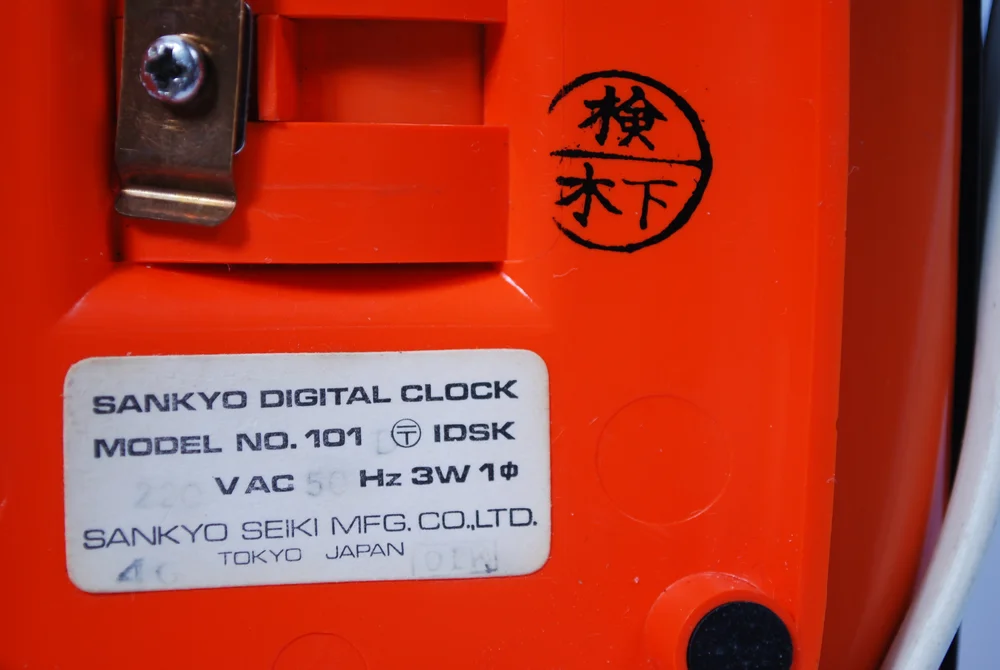 検
木下
SANKYO DIGITAL CLOCK
MODEL NO. 101 〶 IDSK
220 V AC 50 Hz 3W 1φ
SANKYO SEIKI MFG. CO.,LTD.
TOKYO JAPAN